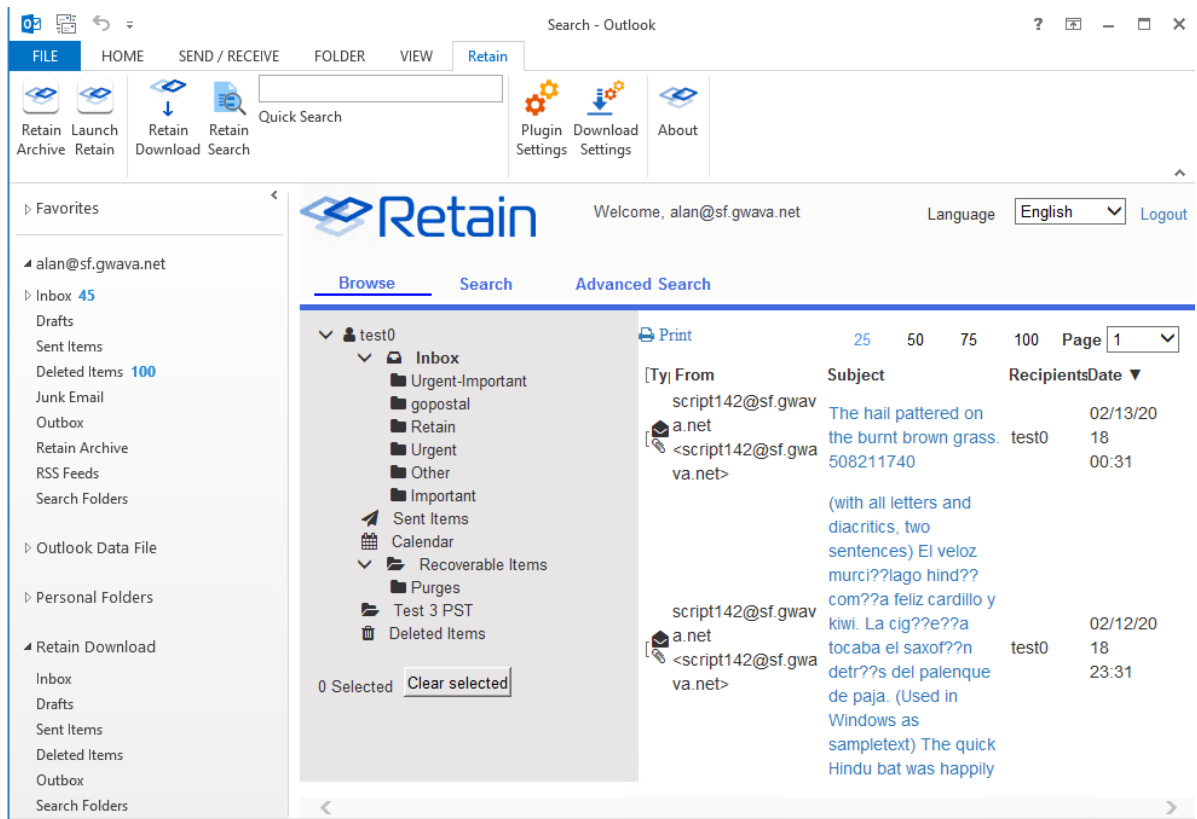 Search - Outlook
?
FILE HOME SEND / RECEIVE FOLDER VIEW Retain
Retain Archive
Launch Retain
Retain Download
Retain Search
Quick Search
Plugin Settings
Download Settings
About
Favorites
alan@sf.gwava.net
Inbox 45
Drafts
Sent Items
Deleted Items 100
Junk Email
Outbox
Retain Archive
RSS Feeds
Search Folders
Outlook Data File
Personal Folders
Retain Download
Inbox
Drafts
Sent Items
Deleted Items
Outbox
Search Folders
Retain
Welcome, alan@sf.gwava.net
Language English Logout
Browse Search Advanced Search
test0
Inbox
Urgent-Important
gopostal
Retain
Urgent
Other
Important
Sent Items
Calendar
Recoverable Items
Purges
Test 3 PST
Deleted Items
0 Selected Clear selected
Print 25 50 75 100 Page 1
[Ty From Subject Recipients Date ▼
script142@sf.gwav
a.net
<script142@sf.gwa
va.net>
The hail pattered on
the burnt brown grass.
508211740
test0
02/13/20
18
00:31
script142@sf.gwav
a.net
<script142@sf.gwa
va.net>
(with all letters and
diacritics, two
sentences) El veloz
murci??lago hind??
com??a feliz cardillo y
kiwi. La cig??e??a
tocaba el saxof??n
detr??s del palenque
de paja. (Used in
Windows as
sampletext) The quick
Hindu bat was happily
test0
02/12/20
18
23:31